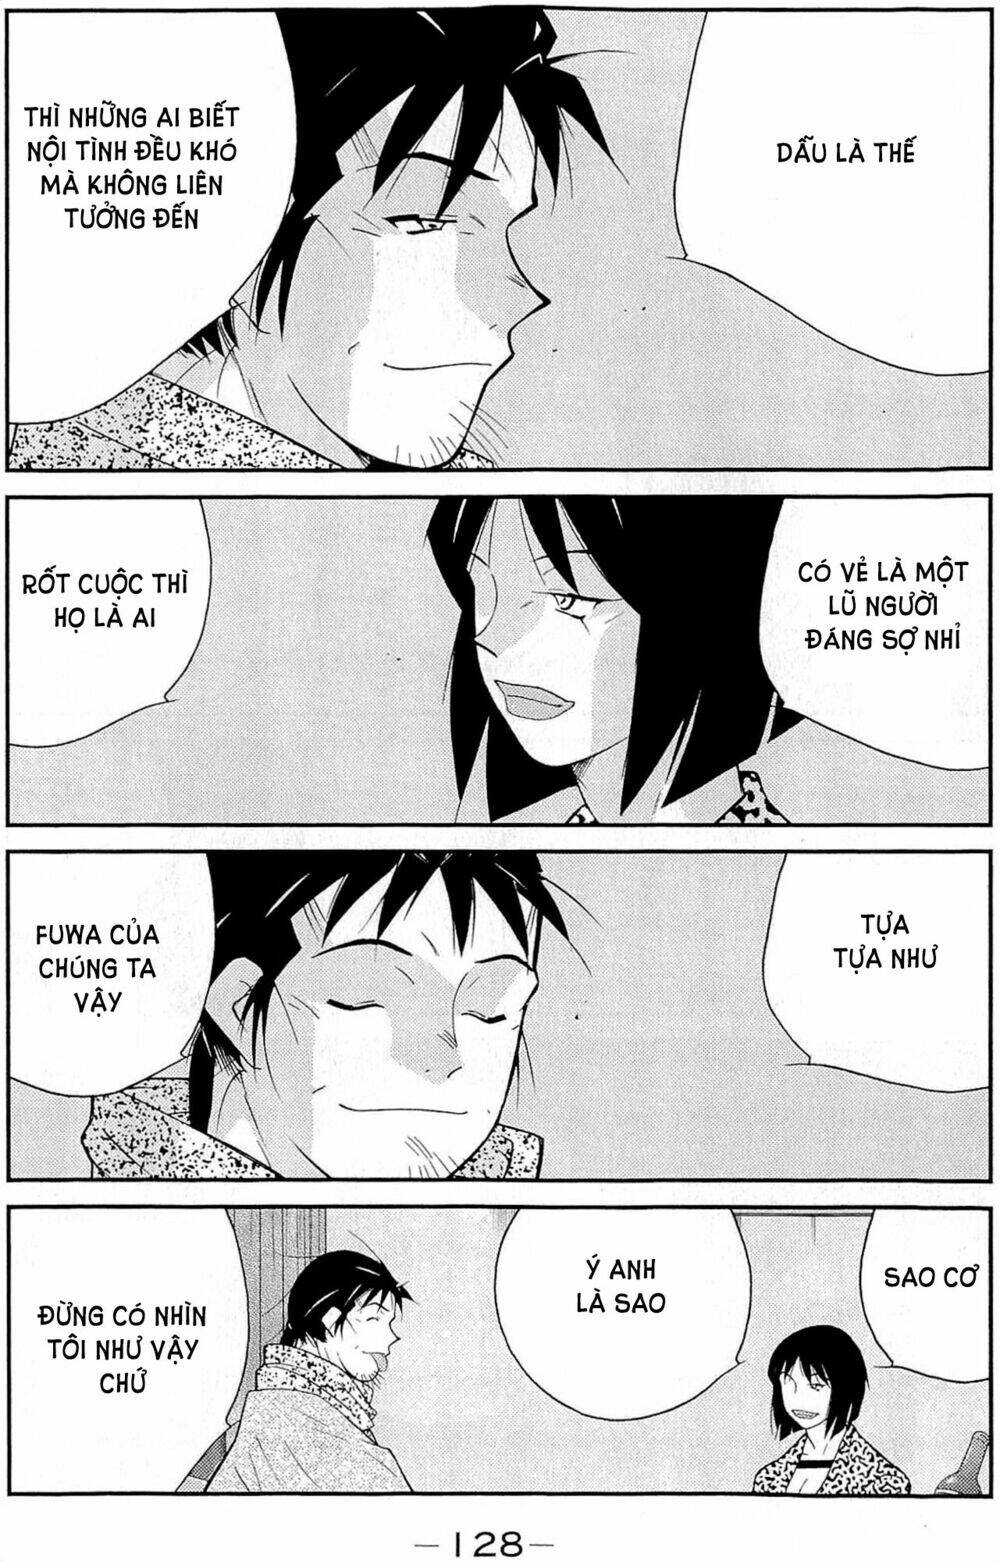 DẪU LÀ THẾ
THÌ NHỮNG AI BIẾT
NỘI TÌNH ĐỀU KHÓ
MÀ KHÔNG LIÊN
TƯỞNG ĐẾN
CÓ VẺ LÀ MỘT
LŨ NGƯỜI
ĐÁNG SỢ NHỈ
RỐT CUỘC THÌ
HỌ LÀ AI
TỰA
TỰA NHƯ
FUWA CỦA
CHÚNG TA
VẬY
SAO CƠ
Ý ANH
LÀ SAO
ĐỪNG CÓ NHÌN
TÔI NHƯ VẬY
CHỨ
—128—